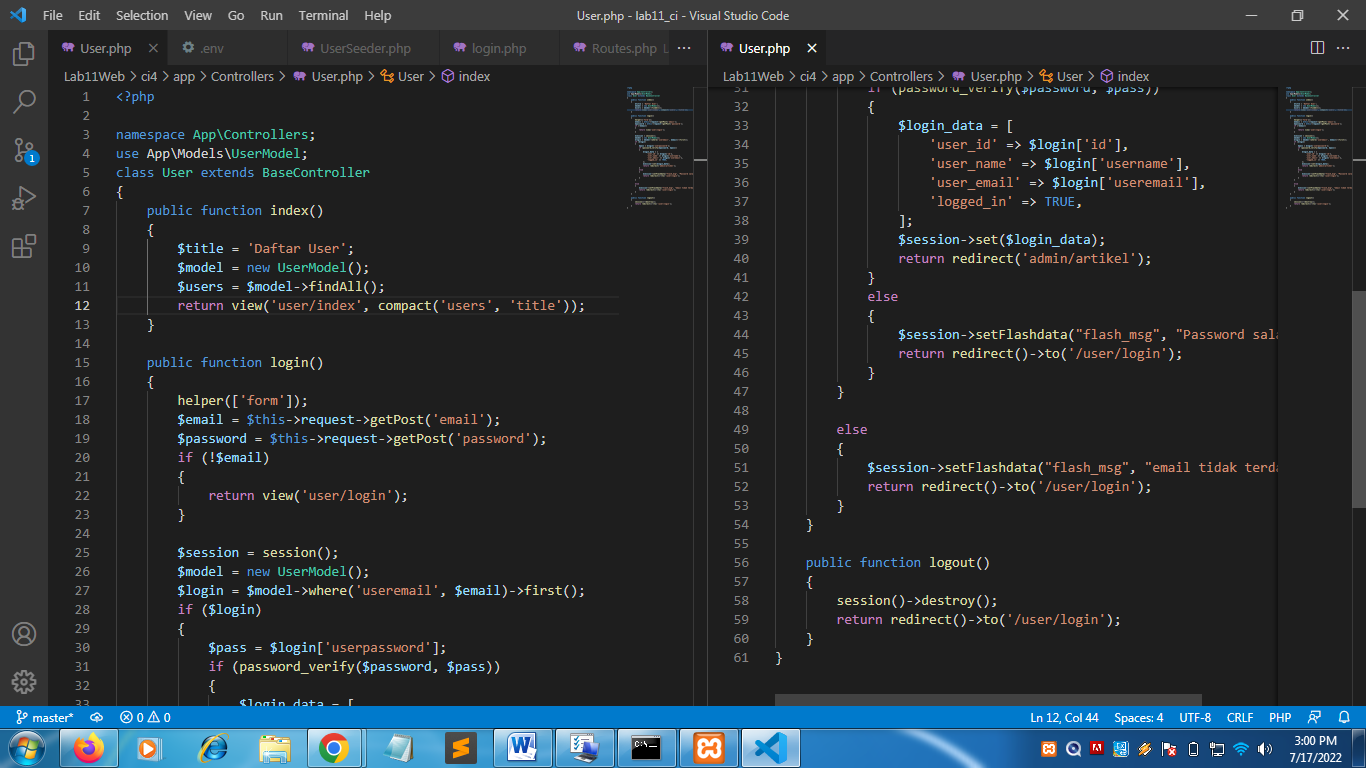 File Edit Selection View Go Run Terminal Help
User.php - lab11_ci - Visual Studio Code
User.php .env UserSeeder.php login.php Routes.php ...
Lab11Web > ci4 > app > Controllers > User.php > User > index
1 <?php
2
3 namespace App\Controllers;
4 use App\Models\UserModel;
5 class User extends BaseController
6 {
7 public function index()
8 {
9 $title = 'Daftar User';
10 $model = new UserModel();
11 $users = $model->findAll();
12 return view('user/index', compact('users', 'title'));
13 }
14
15 public function login()
16 {
17 helper(['form']);
18 $email = $this->request->getPost('email');
19 $password = $this->request->getPost('password');
20 if (!$email)
21 {
22 return view('user/login');
23 }
24
25 $session = session();
26 $model = new UserModel();
27 $login = $model->where('useremail', $email)->first();
28 if ($login)
29 {
30 $pass = $login['userpassword'];
31 if (password_verify($password, $pass))
32 {
33 $login_data = [
User.php
Lab11Web > ci4 > app > Controllers > User.php > User > index
31 if (password_verify($password, $pass))
32 {
33 $login_data = [
34 'user_id' => $login['id'],
35 'user_name' => $login['username'],
36 'user_email' => $login['useremail'],
37 'logged_in' => TRUE,
38 ];
39 $session->set($login_data);
40 return redirect('admin/artikel');
41 }
42 else
43 {
44 $session->setFlashdata("flash_msg", "Password sala
45 return redirect()->to('/user/login');
46 }
47 }
48
49 else
50 {
51 $session->setFlashdata("flash_msg", "email tidak terda
52 return redirect()->to('/user/login');
53 }
54 }
55
56 public function logout()
57 {
58 session()->destroy();
59 return redirect()->to('/user/login');
60 }
61 }
1
master* 0 0 Ln 12, Col 44 Spaces: 4 UTF-8 CRLF PHP
3:00 PM
7/17/2022